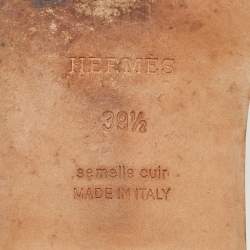 HERMES
39½
semelle cuir
MADE IN ITALY